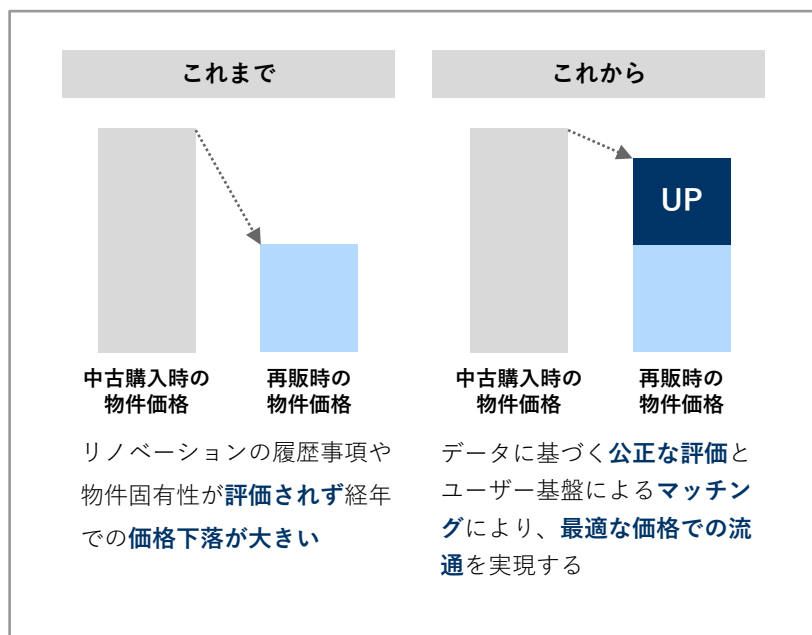 これまで
中古購入時の
物件価格
再販時の
物件価格
リノベーションの履歴事項や
物件固有性が評価されず経年
での価格下落が大きい
これから
UP
中古購入時の
物件価格
再販時の
物件価格
データに基づく公正な評価と
ユーザー基盤によるマッチン
グにより、最適な価格での流
通を実現する